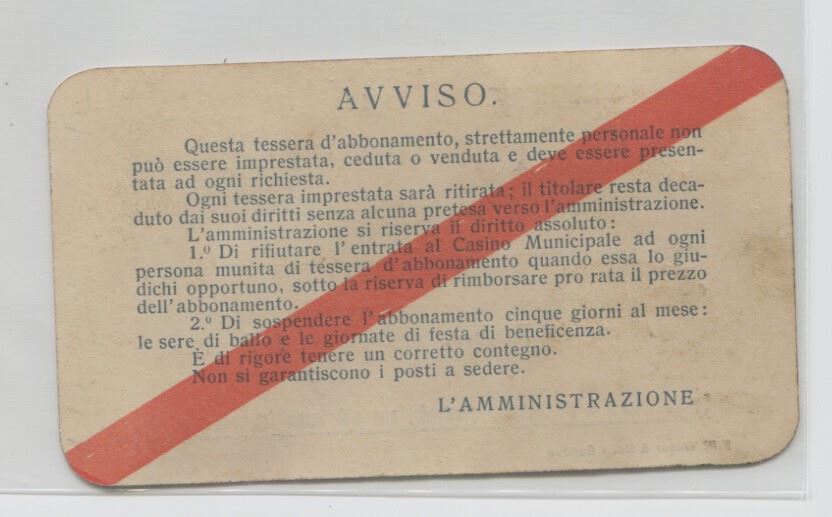 AVVISO.
Questa tessera d'abbonamento, strettamente personale non
può essere imprestata, ceduta o venduta e deve essere presen-
tata ad ogni richiesta.
Ogni tessera imprestata sarà ritirata; il titolare resta deca-
duto dai suoi diritti senza alcuna pretesa verso l'amministrazione.
L'amministrazione si riserva il diritto assoluto:
1.º Di rifiutare l'entrata al Casino Municipale ad ogni
persona munita di tessera d'abbonamento quando essa lo giu-
dichi opportuno, sotto la riserva di rimborsare pro rata il prezzo
dell'abbonamento.
2.º Di sospendere l'abbonamento cinque giorni al mese:
le sere di ballo e le giornate di festa di beneficenza.
È di rigore tenere un corretto contegno.
Non si garantiscono i posti a sedere.
L'AMMINISTRAZIONE